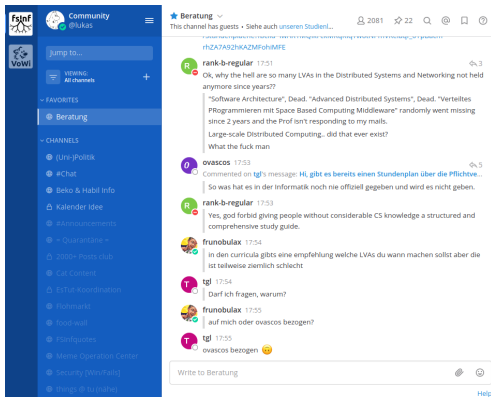 fsinf
VoWi
Community
@lukas
Jump to...
VIEWING:
All channels
FAVORITES
Beratung
CHANNELS
(Uni-)Politik
#Chat
Beko & Habil Info
Kalender Idee
#Announcements
+ Quarantäne +
2000+ Posts club
Cat Content
ExTuI Koordination
Flohmarkt
food-wall
FSInfquotes
Meme Operation Center
Security [WInf/neIs]
Things @ tu (nähe)
Beratung
This channel has guests • Siehe auch unseren Studienl...
2081
22
rhZA7A92hKAZMFohiMFE
rank-b-regular 17:51
3
Ok, why the hell are so many LVAs in the Distributed Systems and Networking not held
anymore since years??
"Software Architecture", Dead. "Advanced Distributed Systems", Dead. "Verteiltes
PRogrammieren mit Space Based Computing Middleware" randomly went missing
since 2 years and the Prof isn't responding to my mails.
Large-scale Distributed Computing.. did that ever exist?
What the fuck man
ovascos 17:53
5
Commented on tgl's message: Hi, gibt es bereits einen Stundenplan über die Pflichtve...
So was hat es in der Informatik noch nie offiziell gegeben und wird es nicht geben.
rank-b-regular 17:53
Yes, god forbid giving people without considerable CS knowledge a structured and
comprehensive study guide.
frunobulax 17:54
in den curricula gibts eine empfehlung welche LVAs du wann machen sollst aber die
ist teilweise ziemlich schlecht
tgl 17:54
Darf ich fragen, warum?
frunobulax 17:55
auf mich oder ovascos bezogen?
tgl 17:55
ovascos bezogen
Write to Beratung
Help